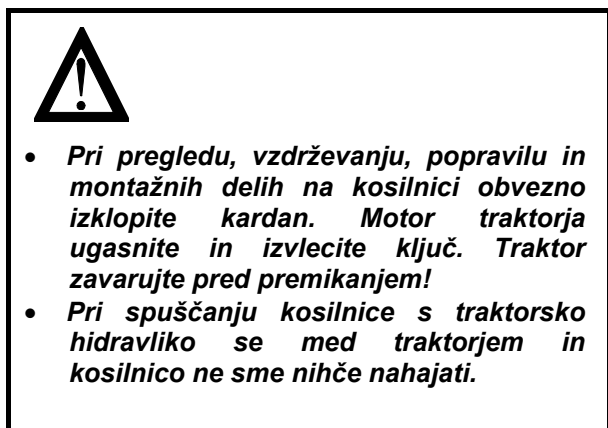 • Pri pregledu, vzdrževanju, popravilu in
montažnih delih na kosilnici obvezno
izklopite kardan. Motor traktorja
ugasnite in izvlecite ključ. Traktor
zavarujte pred premikanjem!
• Pri spuščanju kosilnice s traktorsko
hidravliko se med traktorjem in
kosilnico ne sme nihče nahajati.